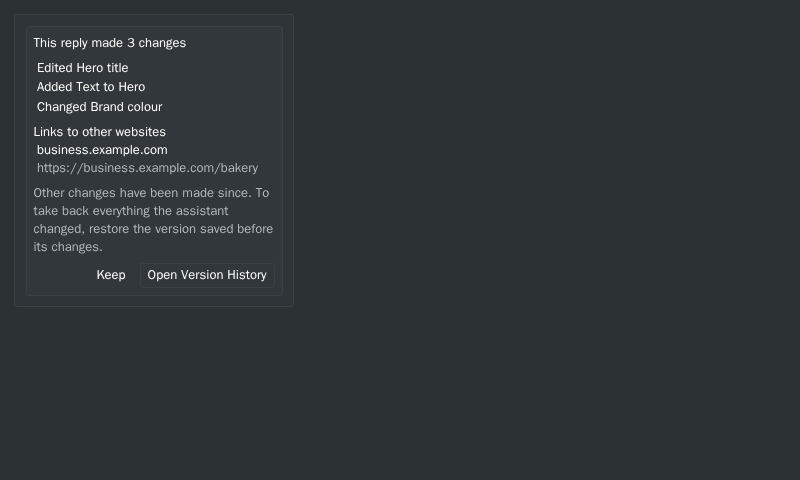 This reply made 3 changes
Edited Hero title
Added Text to Hero
Changed Brand colour
Links to other websites
business.example.com
https://business.example.com/bakery
Other changes have been made since. To
take back everything the assistant
changed, restore the version saved before
its changes.
Keep
Open Version History